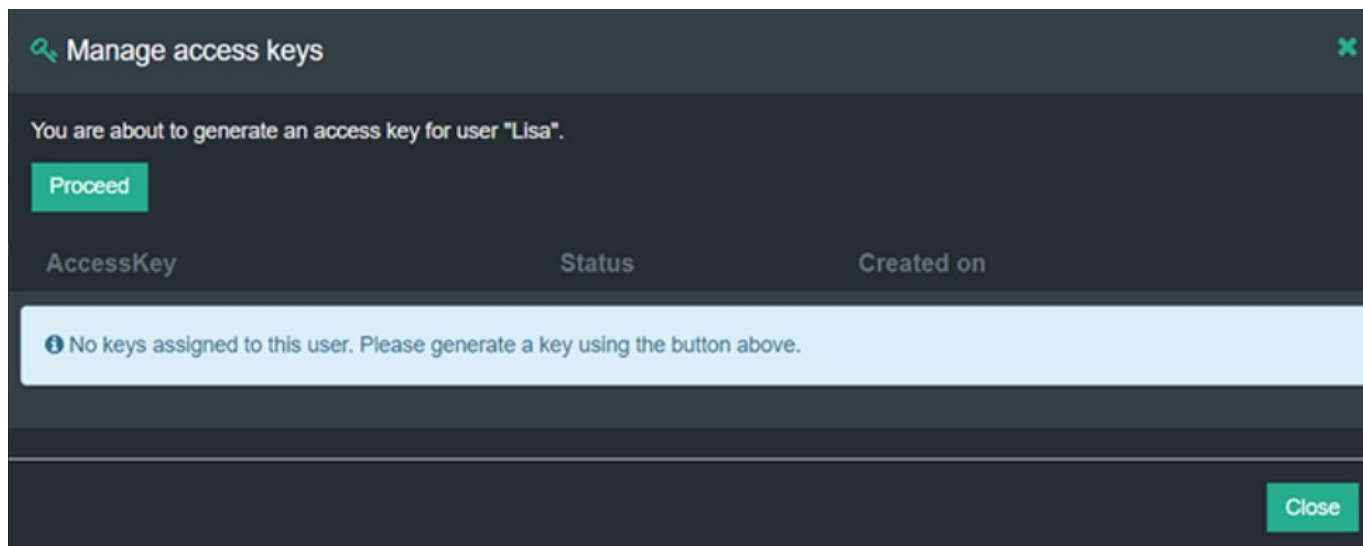 Manage access keys
You are about to generate an access key for user "Lisa".
Proceed
AccessKey Status Created on
No keys assigned to this user. Please generate a key using the button above.
Close